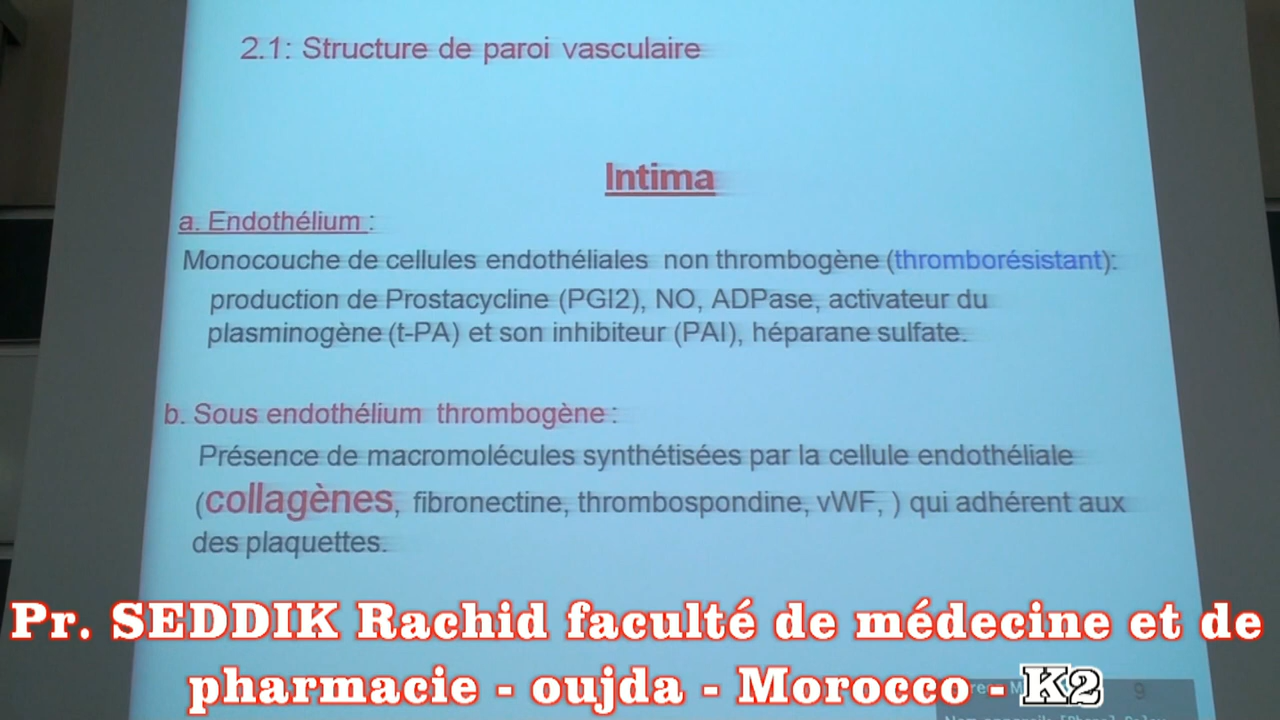 2.1: Structure de paroi vasculaire
Intima
a. Endothélium :
Monocouche de cellules endothéliales non thrombogène (thromborésistant):
production de Prostacycline (PGI2), NO, ADPase, activateur du
plasminogène (t-PA) et son inhibiteur (PAI), héparane sulfate.
b. Sous endothélium thrombogène :
Présence de macromolécules synthétisées par la cellule endothéliale
(collagènes, fibronectine, thrombospondine, vWF, ) qui adhérent aux
des plaquettes.
Pr. SEDDIK Rachid faculté de médecine et de
pharmacie - oujda - Morocco - K2
9